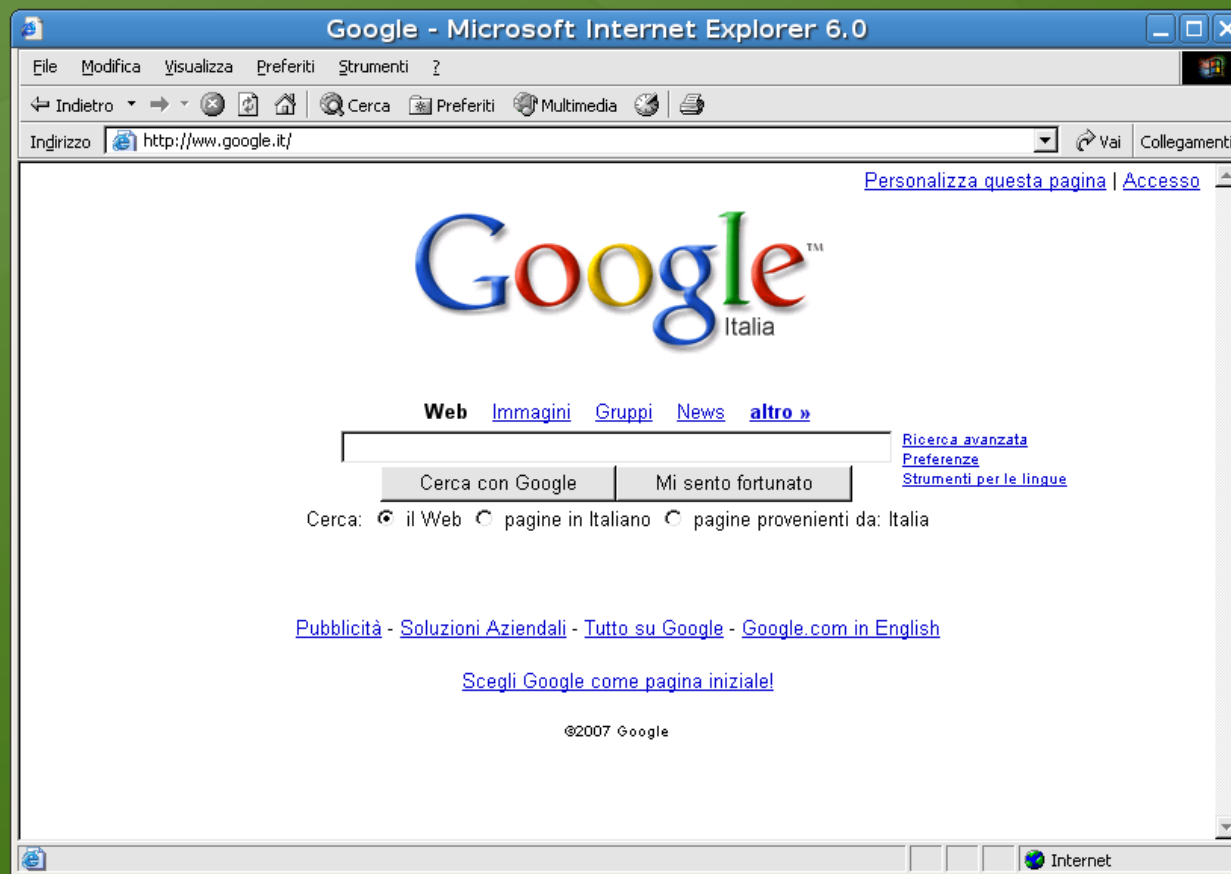 Google - Microsoft Internet Explorer 6.0
File Modifica Visualizza Preferiti Strumenti ?
Indietro Cerca Preferiti Multimedia
Indirizzo http://ww.google.it/ Vai Collegamenti
Personalizza questa pagina | Accesso
Google™
Italia
Web Immagini Gruppi News altro »
Ricerca avanzata
Preferenze
Strumenti per le lingue
Cerca con Google Mi sento fortunato
Cerca: il Web pagine in Italiano pagine provenienti da: Italia
Pubblicità - Soluzioni Aziendali - Tutto su Google - Google.com in English
Scegli Google come pagina iniziale!
©2007 Google
Internet